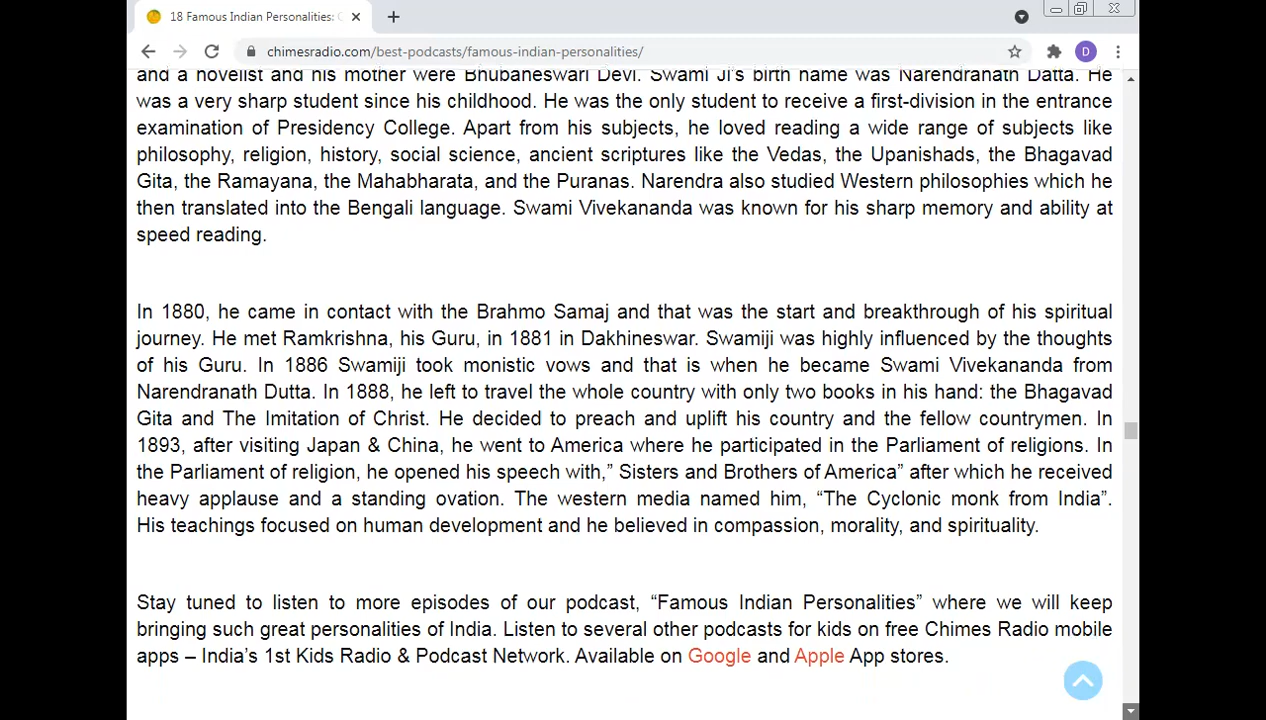 18 Famous Indian Personalities:
D
chimesradio.com/best-podcasts/famous-indian-personalities/
and a novelist and his mother were Bhubaneswari Devi. Swami Ji's birth name was Narendranath Datta. He
was a very sharp student since his childhood. He was the only student to receive a first-division in the entrance
examination of Presidency College. Apart from his subjects, he loved reading a wide range of subjects like
philosophy, religion, history, social science, ancient scriptures like the Vedas, the Upanishads, the Bhagavad
Gita, the Ramayana, the Mahabharata, and the Puranas. Narendra also studied Western philosophies which he
then translated into the Bengali language. Swami Vivekananda was known for his sharp memory and ability at
speed reading.
In 1880, he came in contact with the Brahmo Samaj and that was the start and breakthrough of his spiritual
journey. He met Ramkrishna, his Guru, in 1881 in Dakhineswar. Swamiji was highly influenced by the thoughts
of his Guru. In 1886 Swamiji took monistic vows and that is when he became Swami Vivekananda from
Narendranath Dutta. In 1888, he left to travel the whole country with only two books in his hand: the Bhagavad
Gita and The Imitation of Christ. He decided to preach and uplift his country and the fellow countrymen. In
1893, after visiting Japan & China, he went to America where he participated in the Parliament of religions. In
the Parliament of religion, he opened his speech with,” Sisters and Brothers of America” after which he received
heavy applause and a standing ovation. The western media named him, “The Cyclonic monk from India”.
His teachings focused on human development and he believed in compassion, morality, and spirituality.
Stay tuned to listen to more episodes of our podcast, “Famous Indian Personalities” where we will keep
bringing such great personalities of India. Listen to several other podcasts for kids on free Chimes Radio mobile
apps – India’s 1st Kids Radio & Podcast Network. Available on Google and Apple App stores.